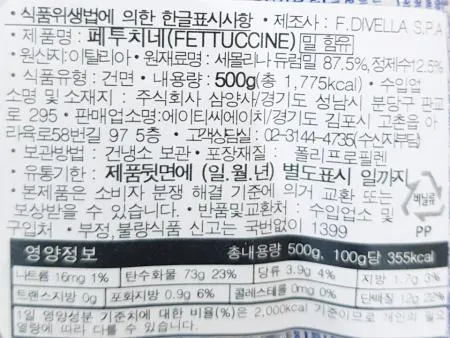 · 식품위생법에 의한 한글표시사항 · 제조사 : F.DIVELLA S.P.A
· 제품명 : 페투치네(FETTUCCINE) 밀 함유
· 원산지:이탈리아 · 원재료명 : 세몰리나 듀럼밀 87.5%, 정제수12.5%
· 식품유형 : 건면 · 내용량 : 500g(총 1,775kcal) · 수입업
소명 및 소재지 : 주식회사 삼양사/경기도 성남시 분당구 판교
로 295 · 판매업소명:에이티씨에이치/경기도 김포시 고촌읍 아
라육로58번길 97 5층 · 고객상담실 : 02-3144-4735(수신자부담)
· 보관방법 : 건냉소 보관 · 포장재질 : 폴리프로필렌
· 유통기한 : 제품뒷면에 (일,월,년) 별도표시 일까지
· 본제품은 소비자 분쟁 해결 기준에 의거 교환 또는
보상받을 수 있습니다. · 반품및교환처 : 수입업소 및
구입처 · 부정,불량식품 신고는 국번없이 1399
비닐류
PP
영양정보 총내용량 500g, 100g당 355kcal
나트륨 16mg 1% 탄수화물 73g 23% 당류 3.9g 4% 지방 1.7g 3%
트랜스지방 0g 포화지방 0.9g 6% 콜레스테롤 0mg 0% 단백질 12g 22%
1일 영양성분 기준치에 대한 비율(%)은 2,000kcal 기준이므로 개인의 필요
열량에 따라 다를 수 있습니다.